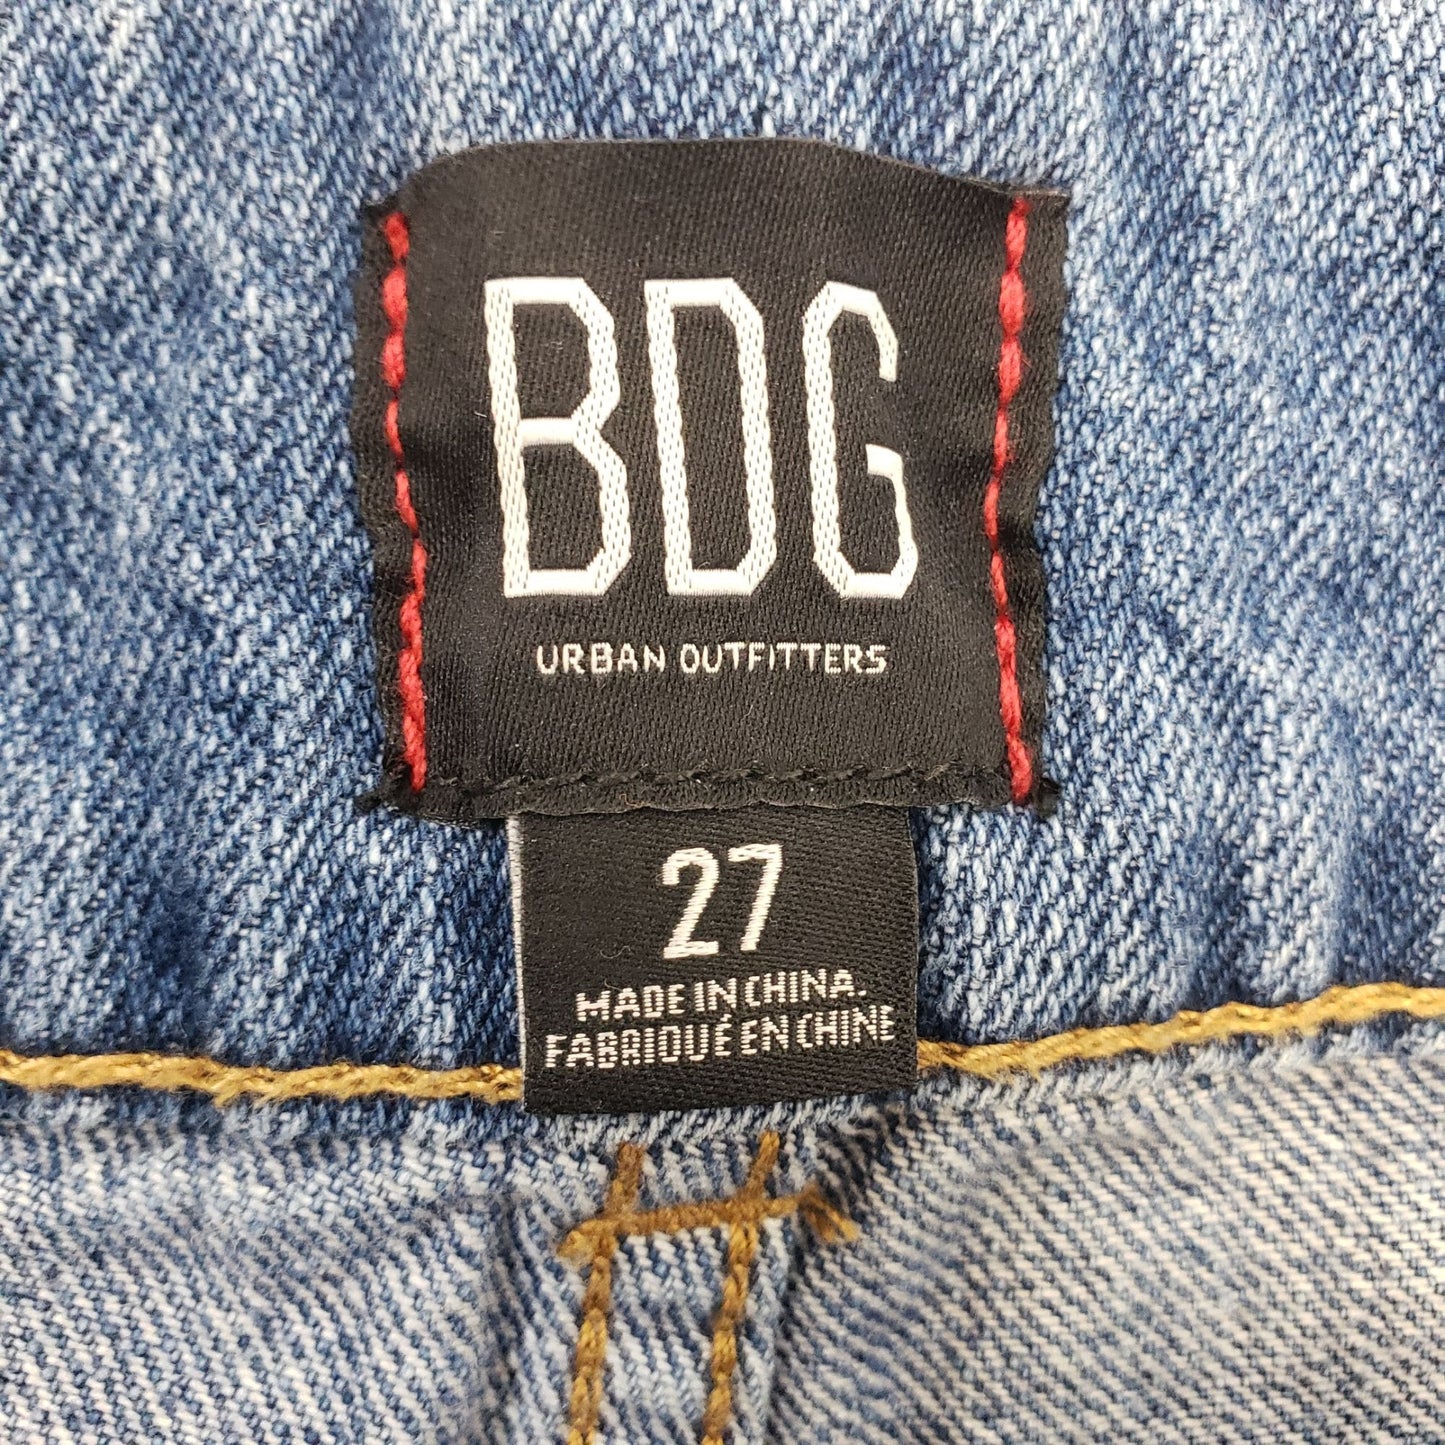 BDG
URBAN OUTFITTERS
27
MADE IN CHINA.
FABRIQUÉ EN CHINE